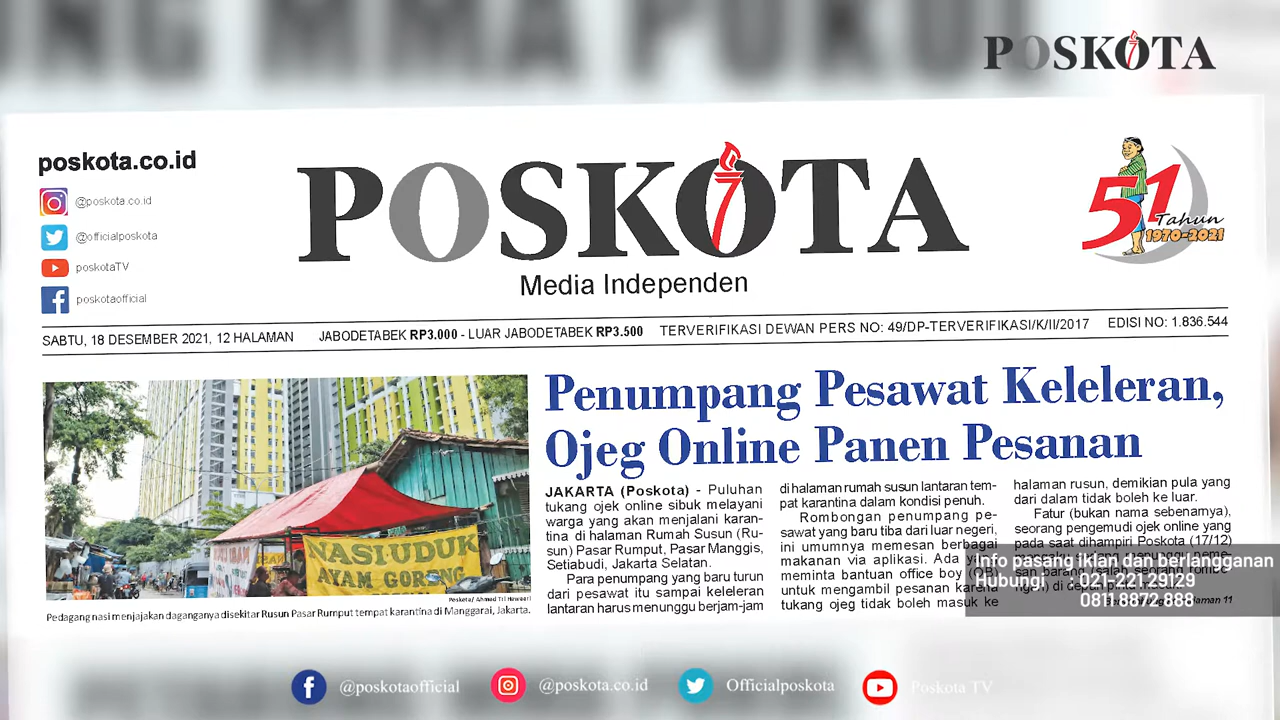 POSKOTA
poskota.co.id
@poskota.co.id
@officialposkota
poskotaTV
poskotaofficial
POSKOTA
Media Independen
51
Tahun
1970-2021
SABTU, 18 DESEMBER 2021, 12 HALAMAN JABODETABEK RP3.000 - LUAR JABODETABEK RP3.500 TERVERIFIKASI DEWAN PERS NO: 49/DP-TERVERIFIKASI/K/II/2017 EDISI NO: 1.836.544
NASI UDUK
AYAM GORENG
Pedagang nasi menjajakan daganganya disekitar Rusun Pasar Rumput tempat karantina di Manggarai, Jakarta.
Penumpang Pesawat Keleleran,
Ojeg Online Panen Pesanan
JAKARTA (Poskota) - Puluhan
tukang ojek online sibuk melayani
warga yang akan menjalani karan-
tina di halaman Rumah Susun (Ru-
sun) Pasar Rumput, Pasar Manggis,
Setiabudi, Jakarta Selatan.
Para penumpang yang baru turun
dari pesawat itu sampai keleleran
lantaran harus menunggu berjam-jam
di halaman rumah susun lantaran tem-
pat karantina dalam kondisi penuh.
Rombongan penumpang pe-
sawat yang baru tiba dari luar negeri,
ini umumnya memesan berbagai
makanan via aplikasi. Ada
meminta bantuan office boy (OB)
untuk mengambil pesanan karena
tukang ojeg tidak boleh masuk ke
halaman rusun, demikian pula yang
dari dalam tidak boleh ke luar.
Fatur (bukan nama sebenarnya),
seorang pengemudi ojek online yang
pada saat dihampiri Poskota (17/12)
Info pasang iklan dan berlangganan
Hubungi, : 021-221 29129
0811.8872.888
@poskotaofficial
@poskota.co.id
Officialposkota
Poskota TV